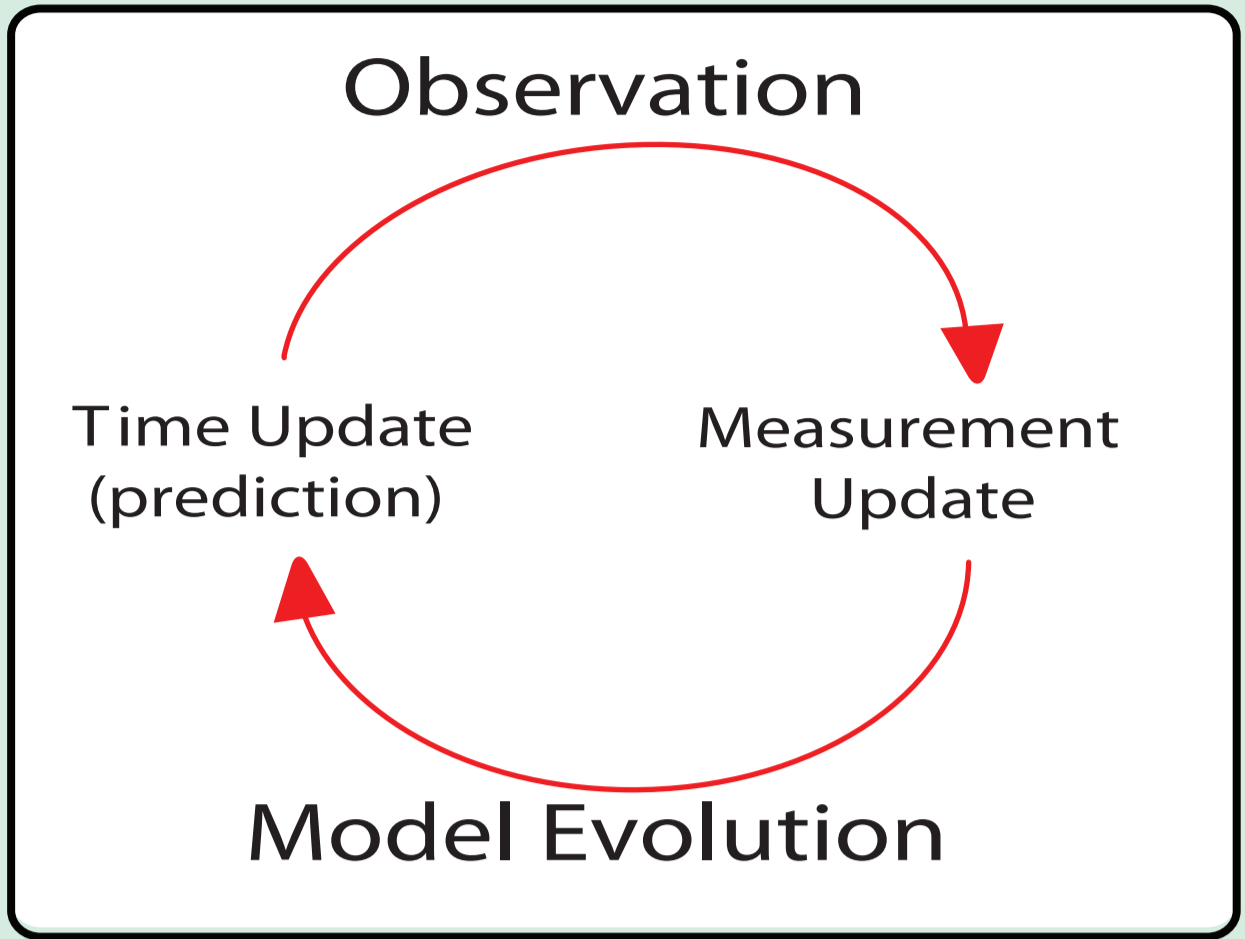 Observation
Time Update
(prediction)
Measurement
Update
Model Evolution